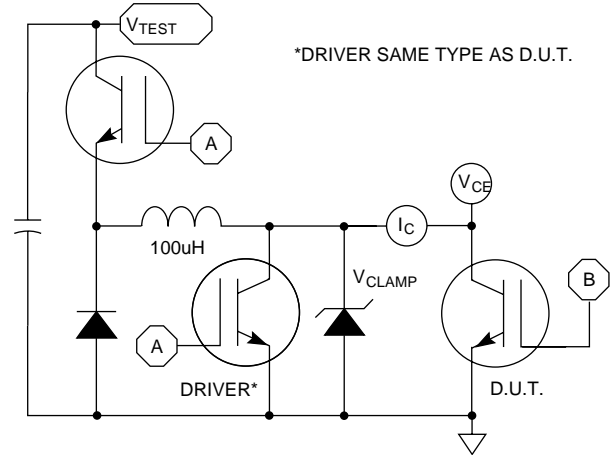 VTEST
*DRIVER SAME TYPE AS D.U.T.
A
VCE
IC
100uH
VCLAMP
B
A
DRIVER*
D.U.T.